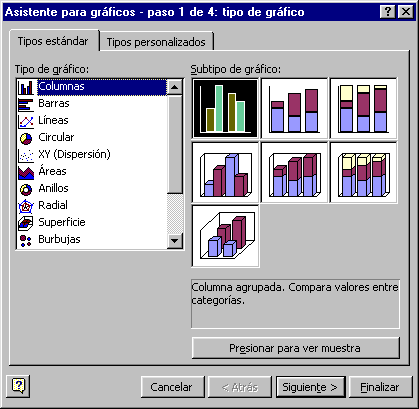 Asistente para gráficos - paso 1 de 4: tipo de gráfico
Tipos estándar
Tipos personalizados
Tipo de gráfico:
Columnas
Barras
Líneas
Circular
XY (Dispersión)
Áreas
Anillos
Radial
Superficie
Burbujas
Subtipo de gráfico:
Columna agrupada. Compara valores entre
categorías.
Presionar para ver muestra
Cancelar
< Atrás
Siguiente >
Finalizar